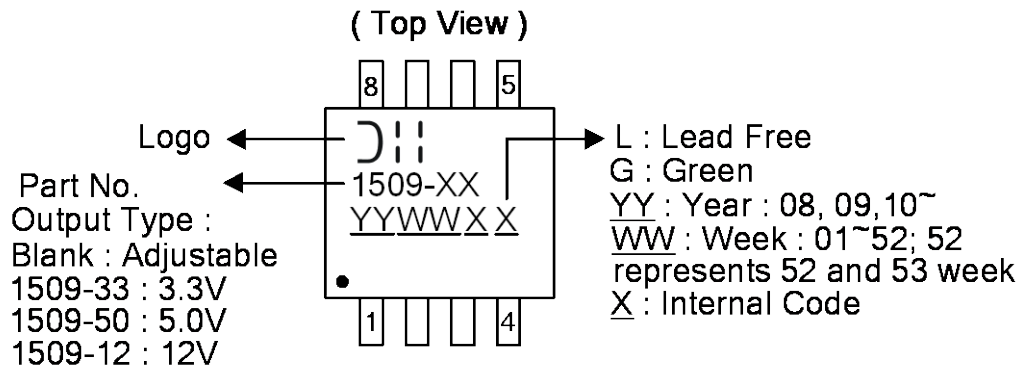 ( Top View )
8 5
Logo
1509-XX
YYWWX X
1 4
Part No.
Output Type :
Blank : Adjustable
1509-33 : 3.3V
1509-50 : 5.0V
1509-12 : 12V
L : Lead Free
G : Green
YY : Year : 08, 09,10~
WW : Week : 01~52; 52
represents 52 and 53 week
X : Internal Code